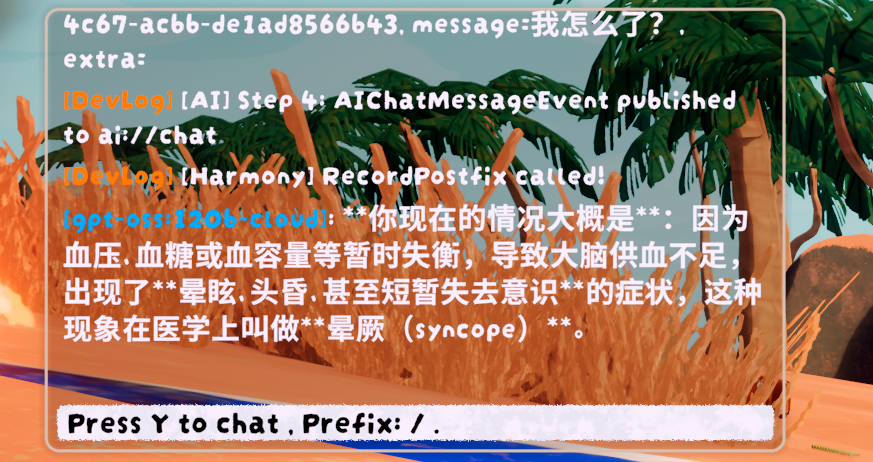 4c67-acbb-de1ad8566b43, message:我怎么了？,
extra:
[DevLog] [AI] Step 4: AIChatMessageEvent published
to ai://chat
[DevLog] [Harmony] RecordPostfix called!
[gpt-oss:120b-cloud]: **你现在的情况大概是**：因为
血压、血糖或血容量等暂时失衡，导致大脑供血不足，
出现了**晕眩、头昏、甚至短暂失去意识**的症状，这种
现象在医学上叫做**晕厥（syncope）**。
Press Y to chat , Prefix: / .